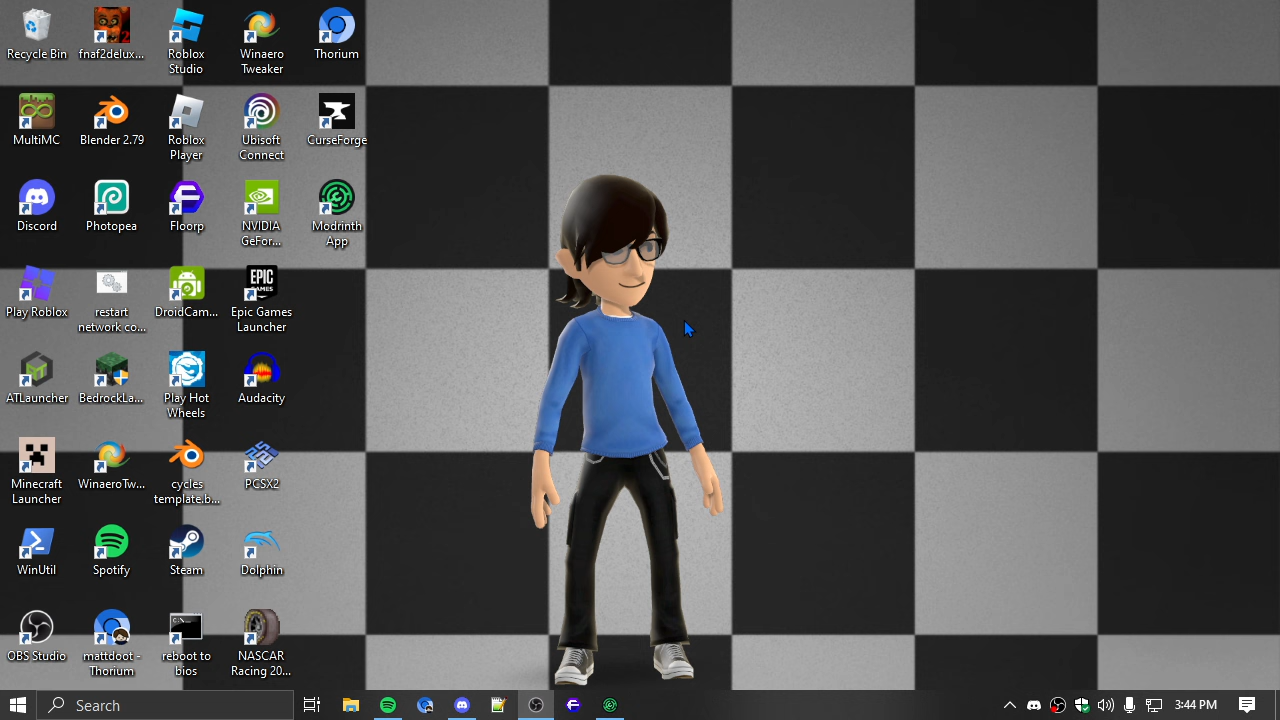 Recycle Bin
fnaf2delux...
Roblox
Studio
Winaero
Tweaker
Thorium
MultiMC
Blender 2.79
Roblox
Player
Ubisoft
Connect
CurseForge
Discord
Photopea
Floorp
NVIDIA
GeFor...
Modrinth
App
Play Roblox
restart
network co...
DroidCam...
EPIC
GAMES
Epic Games
Launcher
ATLauncher
BedrockLa...
Play Hot
Wheels
Audacity
Minecraft
Launcher
WinaeroTw...
cycles
template.b...
PCSX2
WinUtil
Spotify
Steam
Dolphin
OBS Studio
mattdoot -
Thorium
reboot to
bios
NASCAR
Racing 20...
Search
3:44 PM